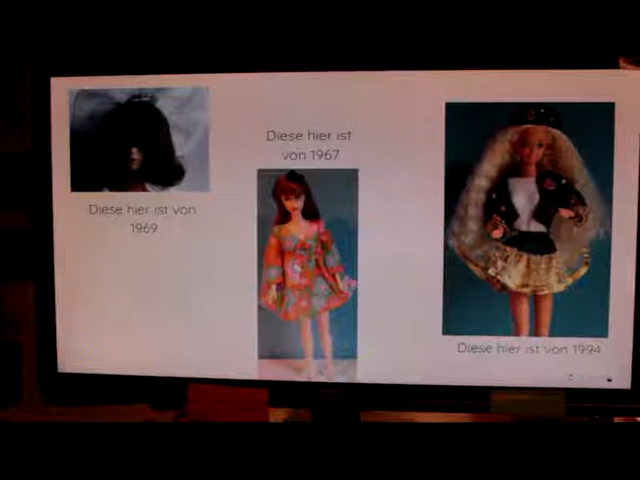 Diese hier ist von
1969
Diese hier ist
von 1967
Diese hier ist von 1994